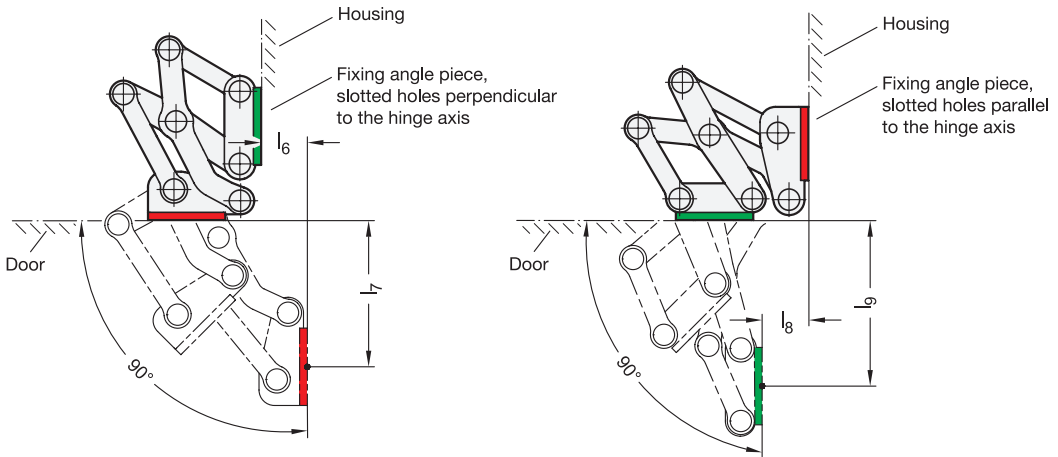 Housing
Fixing angle piece,
slotted holes perpendicular
to the hinge axis
l6
Door
l7
90°
Housing
Fixing angle piece,
slotted holes parallel
to the hinge axis
Door
l8
l9
90°